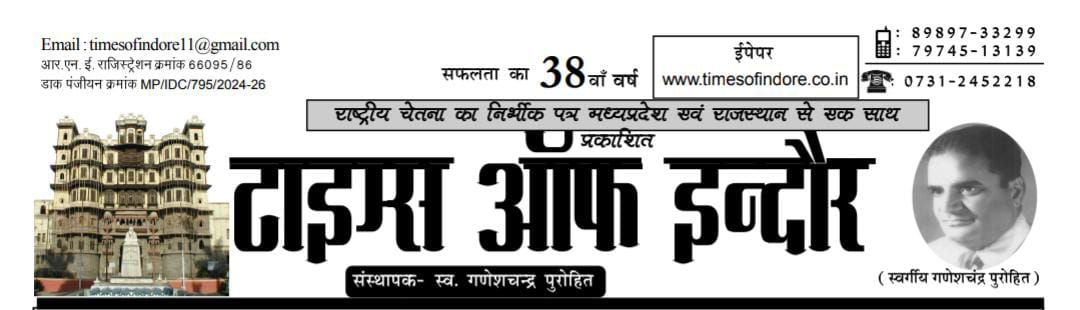 Email : timesofindore11@gmail.com
आर.एन. ई. राजिस्ट्रेशन क्रमांक 66095/86
डाक पंजीयन क्रमांक MP/IDC/795/2024-26
सफलता का 38वाँ वर्ष
ईपेपर
www.timesofindore.co.in
: 89897-33299
: 79745-13139
: 0731-2452218
राष्ट्रीय चेतना का निर्भीक पत्र मध्यप्रदेश सवं राजस्थान से सक साथ
प्रकाशित
टाइम्स ऑफ इन्दौर
संस्थापक- स्व. गणेशचन्द्र पुरोहित
( स्वर्गीय गणेशचंद्र पुरोहित )